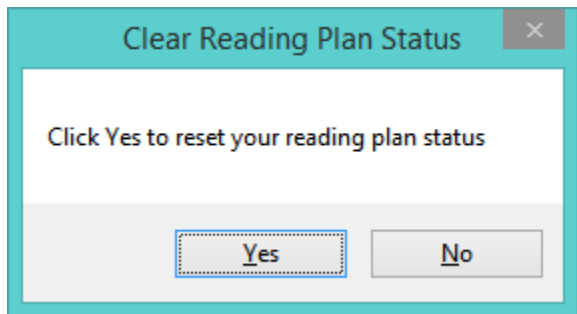 Clear Reading Plan Status
Click Yes to reset your reading plan status
Yes
No